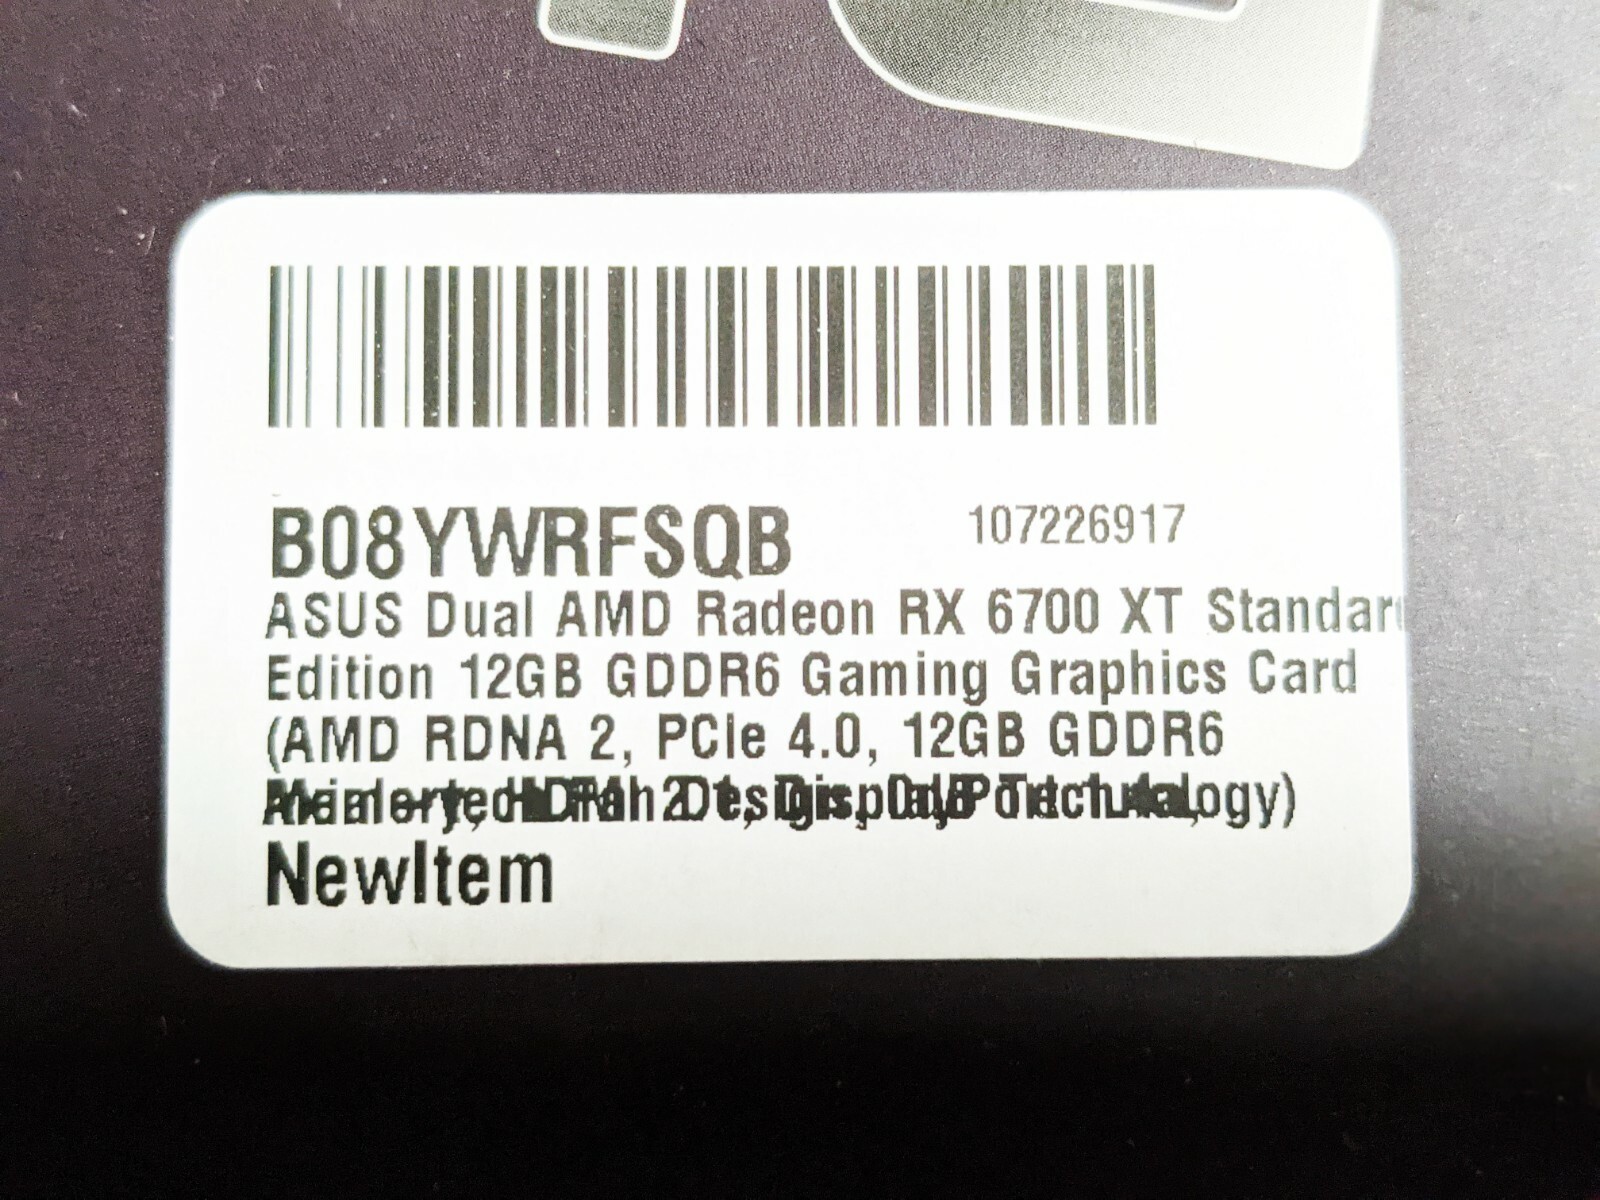 B08YWRFSQB 107226917
ASUS Dual AMD Radeon RX 6700 XT Standard
Edition 12GB GDDR6 Gaming Graphics Card
(AMD RDNA 2, PCIe 4.0, 12GB GDDR6
NewItem